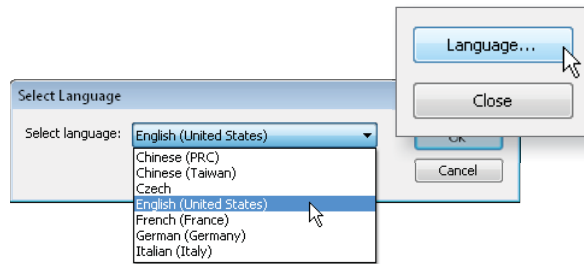 Language...
Close
Select Language
Select language: English (United States)
OK
Chinese (PRC)
Chinese (Taiwan)
Cancel
Czech
English (United States)
French (France)
German (Germany)
Italian (Italy)